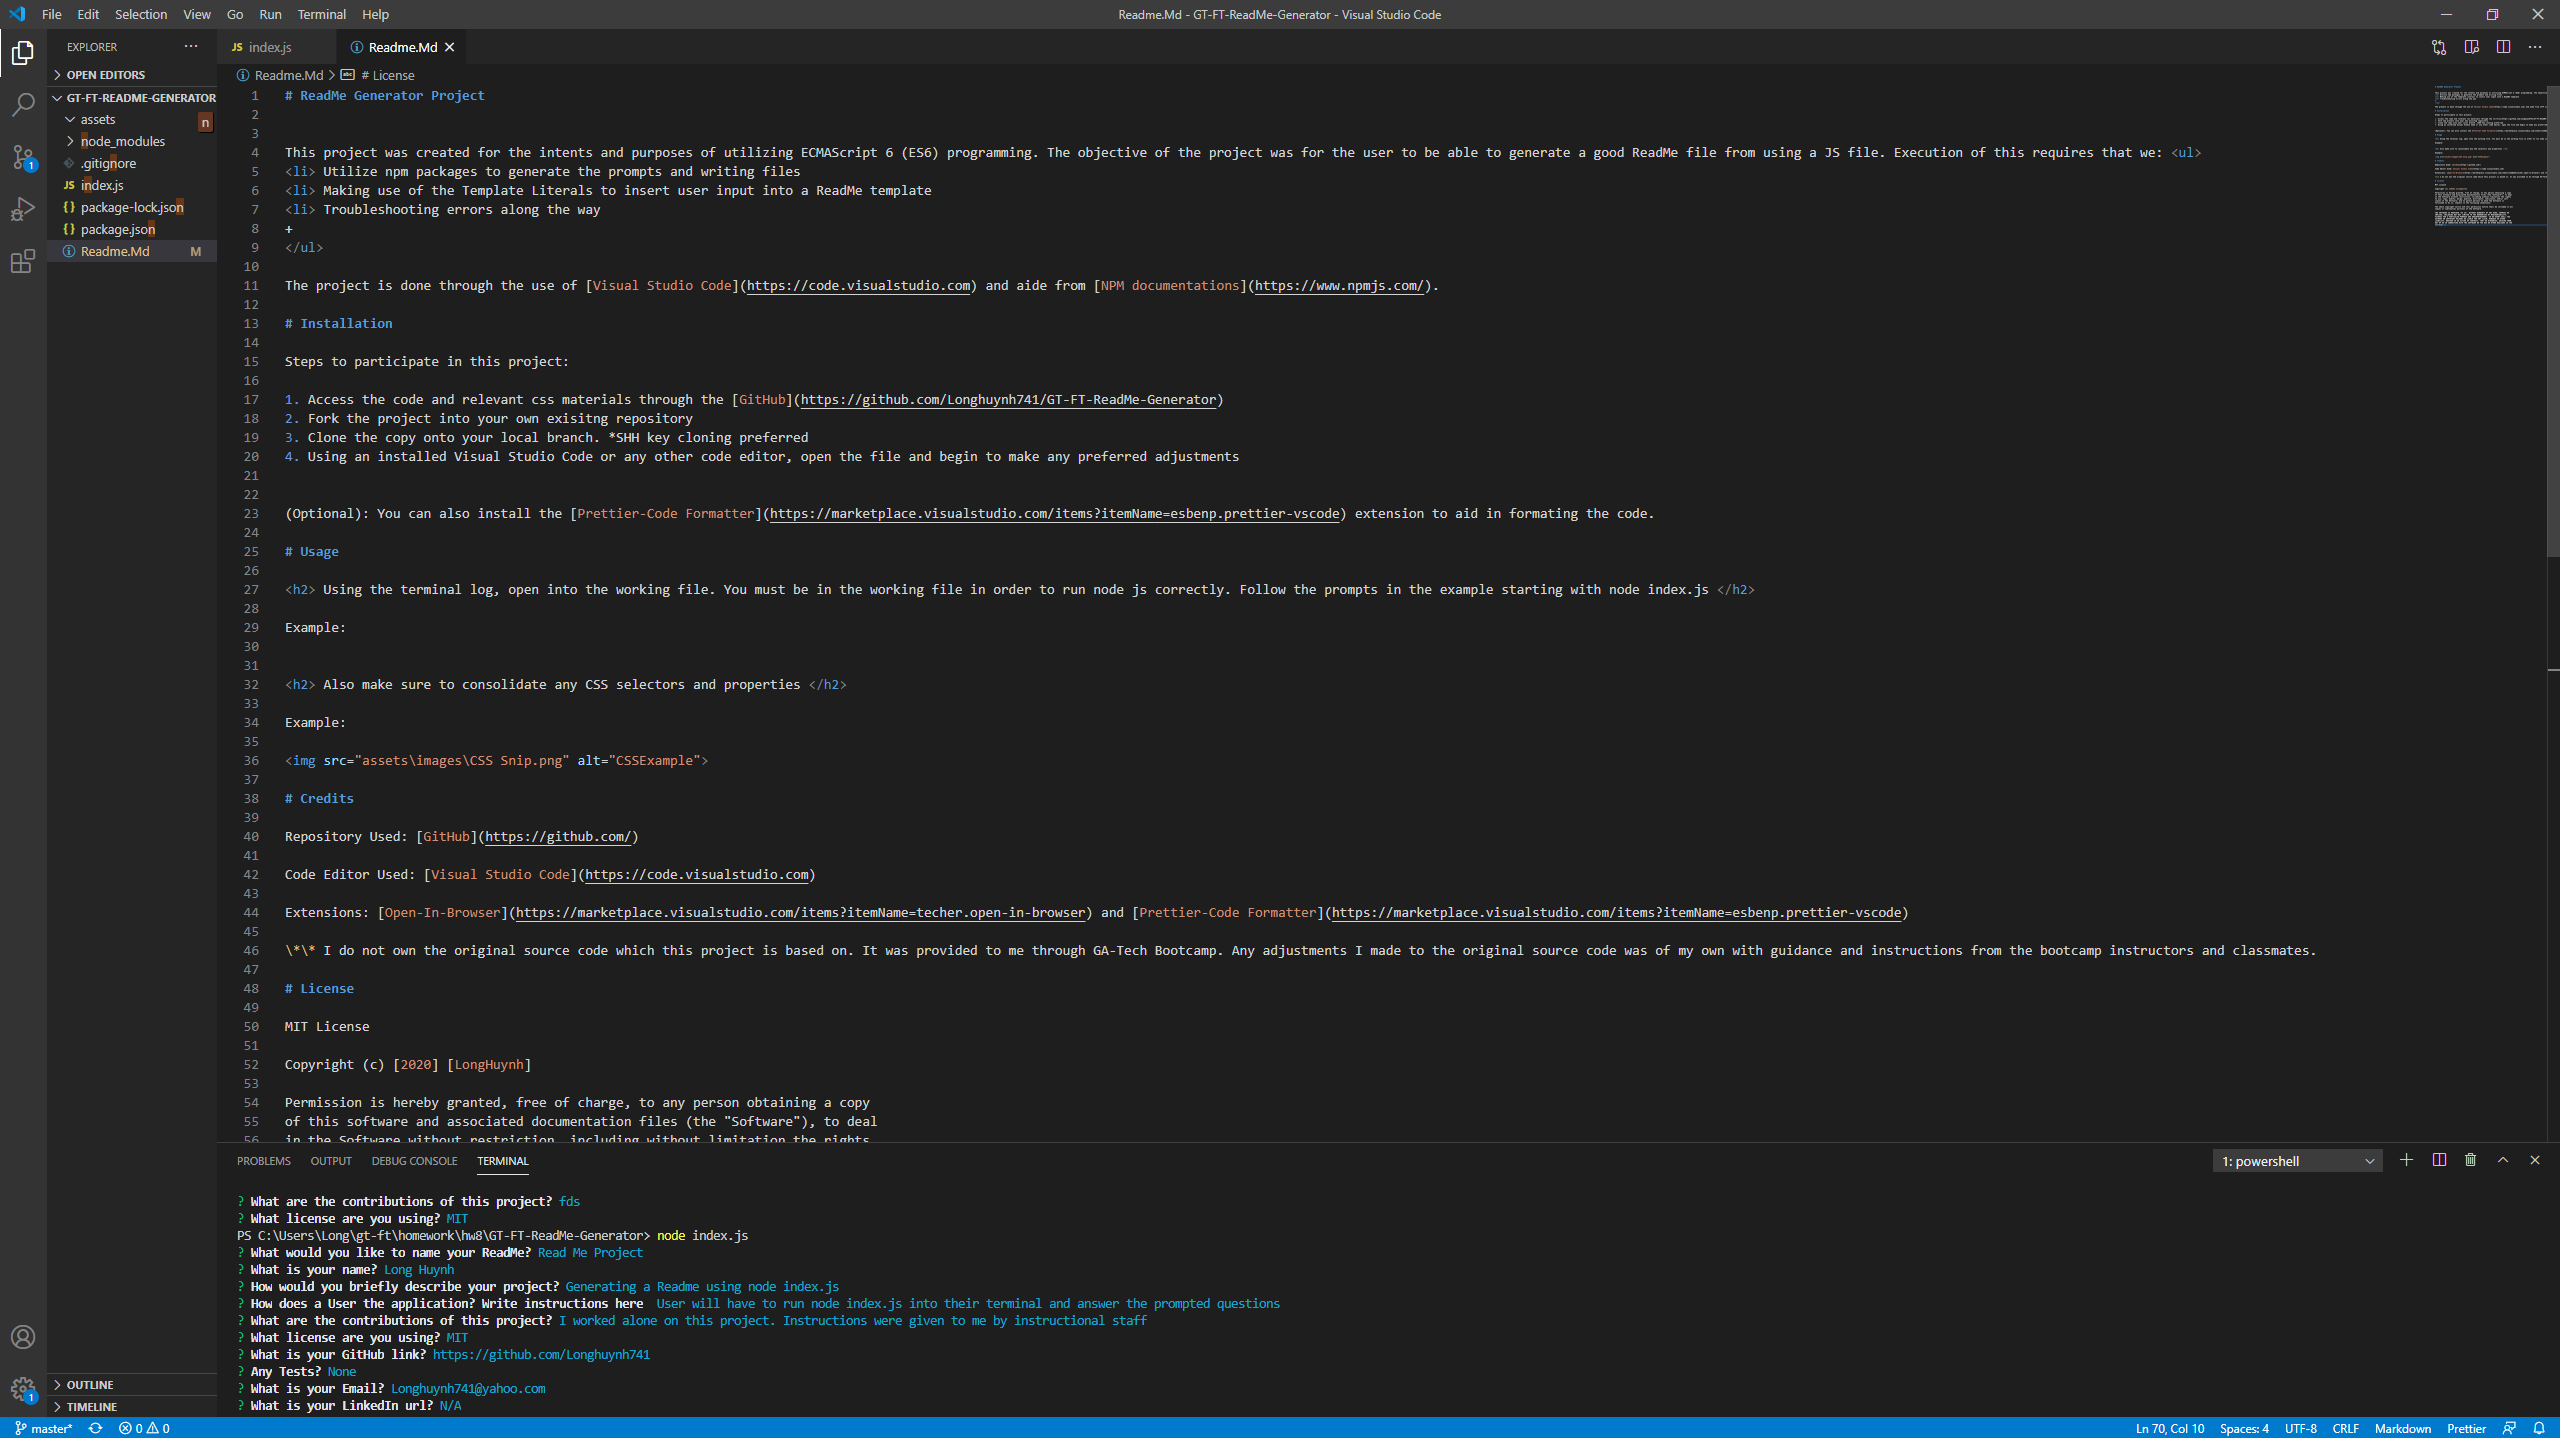 File Edit Selection View Go Run Terminal Help
Readme.Md - GT-FT-ReadMe-Generator - Visual Studio Code
EXPLORER
OPEN EDITORS
GT-FT-README-GENERATOR
assets
n
node_modules
.gitignore
JS index.js
{} package-lock.json
{} package.json
Readme.Md M
OUTLINE
TIMELINE
JS index.js
Readme.Md
Readme.Md > # License
1 # ReadMe Generator Project
2
3
4 This project was created for the intents and purposes of utilizing ECMAScript 6 (ES6) programming. The objective of the project was for the user to be able to generate a good ReadMe file from using a JS file. Execution of this requires that we: <ul>
5 <li> Utilize npm packages to generate the prompts and writing files
6 <li> Making use of the Template Literals to insert user input into a ReadMe template
7 <li> Troubleshooting errors along the way
8 +
9 </ul>
10
11 The project is done through the use of [Visual Studio Code](https://code.visualstudio.com) and aide from [NPM documentations](https://www.npmjs.com/).
12
13 # Installation
14
15 Steps to participate in this project:
16
17 1. Access the code and relevant css materials through the [GitHub](https://github.com/Longhuynh741/GT-FT-ReadMe-Generator)
18 2. Fork the project into your own exisitng repository
19 3. Clone the copy onto your local branch. *SHH key cloning preferred
20 4. Using an installed Visual Studio Code or any other code editor, open the file and begin to make any preferred adjustments
21
22
23 (Optional): You can also install the [Prettier-Code Formatter](https://marketplace.visualstudio.com/items?itemName=esbenp.prettier-vscode) extension to aid in formating the code.
24
25 # Usage
26
27 <h2> Using the terminal log, open into the working file. You must be in the working file in order to run node js correctly. Follow the prompts in the example starting with node index.js </h2>
28
29 Example:
30
31
32 <h2> Also make sure to consolidate any CSS selectors and properties </h2>
33
34 Example:
35
36 <img src="assets\images\CSS Snip.png" alt="CSSExample">
37
38 # Credits
39
40 Repository Used: [GitHub](https://github.com/)
41
42 Code Editor Used: [Visual Studio Code](https://code.visualstudio.com)
43
44 Extensions: [Open-In-Browser](https://marketplace.visualstudio.com/items?itemName=techer.open-in-browser) and [Prettier-Code Formatter](https://marketplace.visualstudio.com/items?itemName=esbenp.prettier-vscode)
45
46 \*\* I do not own the original source code which this project is based on. It was provided to me through GA-Tech Bootcamp. Any adjustments I made to the original source code was of my own with guidance and instructions from the bootcamp instructors and classmates.
47
48 # License
49
50 MIT License
51
52 Copyright (c) [2020] [LongHuynh]
53
54 Permission is hereby granted, free of charge, to any person obtaining a copy
55 of this software and associated documentation files (the "Software"), to deal
56 in the Software without restriction, including without limitation the rights
PROBLEMS OUTPUT DEBUG CONSOLE TERMINAL
1: powershell
? What are the contributions of this project? fds
? What license are you using? MIT
PS C:\Users\Long\gt-ft\homework\hw8\GT-FT-ReadMe-Generator> node index.js
? What would you like to name your ReadMe? Read Me Project
? What is your name? Long Huynh
? How would you briefly describe your project? Generating a Readme using node index.js
? How does a User the application? Write instructions here  User will have to run node index.js into their terminal and answer the prompted questions
? What are the contributions of this project? I worked alone on this project. Instructions were given to me by instructional staff
? What license are you using? MIT
? What is your GitHub link? https://github.com/Longhuynh741
? Any Tests? None
? What is your Email? Longhuynh741@yahoo.com
? What is your LinkedIn url? N/A
1
1
master* 0 0
Ln 70, Col 10 Spaces: 4 UTF-8 CRLF Markdown Prettier